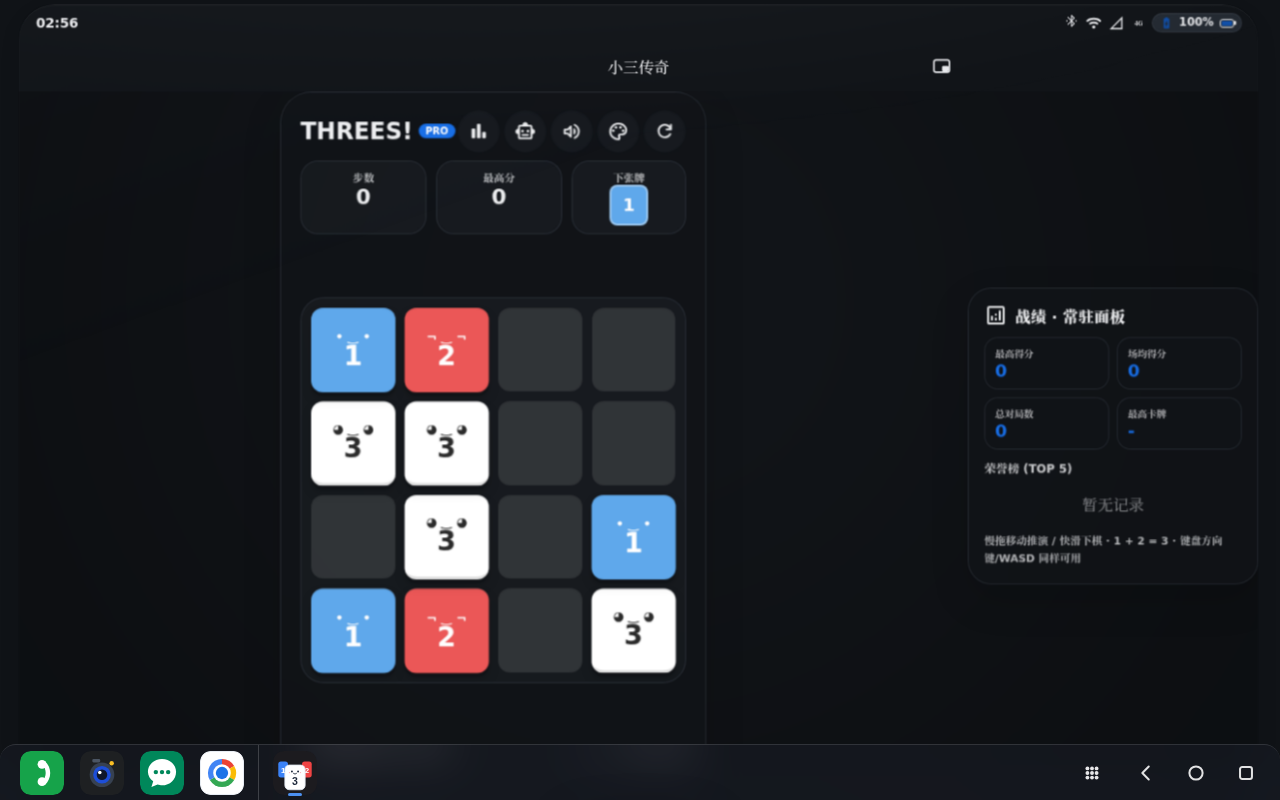 02:56
4G
100%
小三传奇
THREES!
PRO
步数
0
最高分
0
下张牌
1
1
2
3
3
3
1
1
2
3
战绩 · 常驻面板
最高得分
0
场均得分
0
总对局数
0
最高卡牌
-
荣誉榜 (TOP 5)
暂无记录
慢拖移动推演 / 快滑下棋 · 1 + 2 = 3 · 键盘方向
键/WASD 同样可用
1
2
3